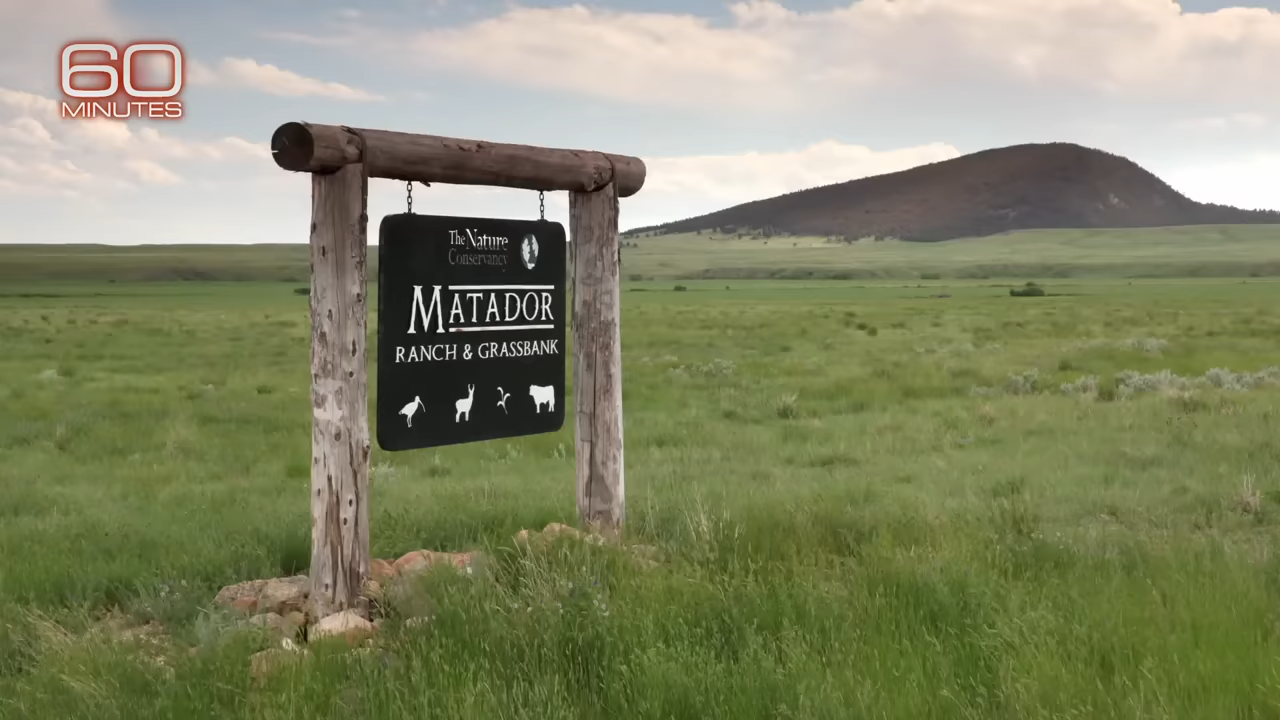 60
MINUTES
The Nature
Conservancy
MATADOR
RANCH & GRASSBANK